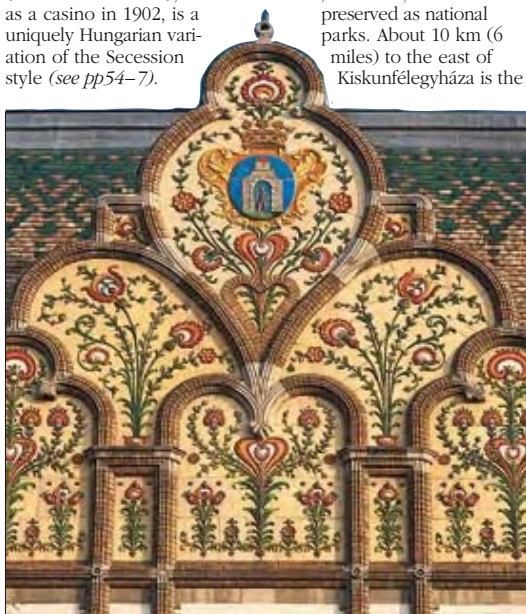 as a casino in 1902, is a
uniquely Hungarian vari-
ation of the Secession
style (see pp54–7).
preserved as national
parks. About 10 km (6
miles) to the east of
Kiskunfélegyháza is the